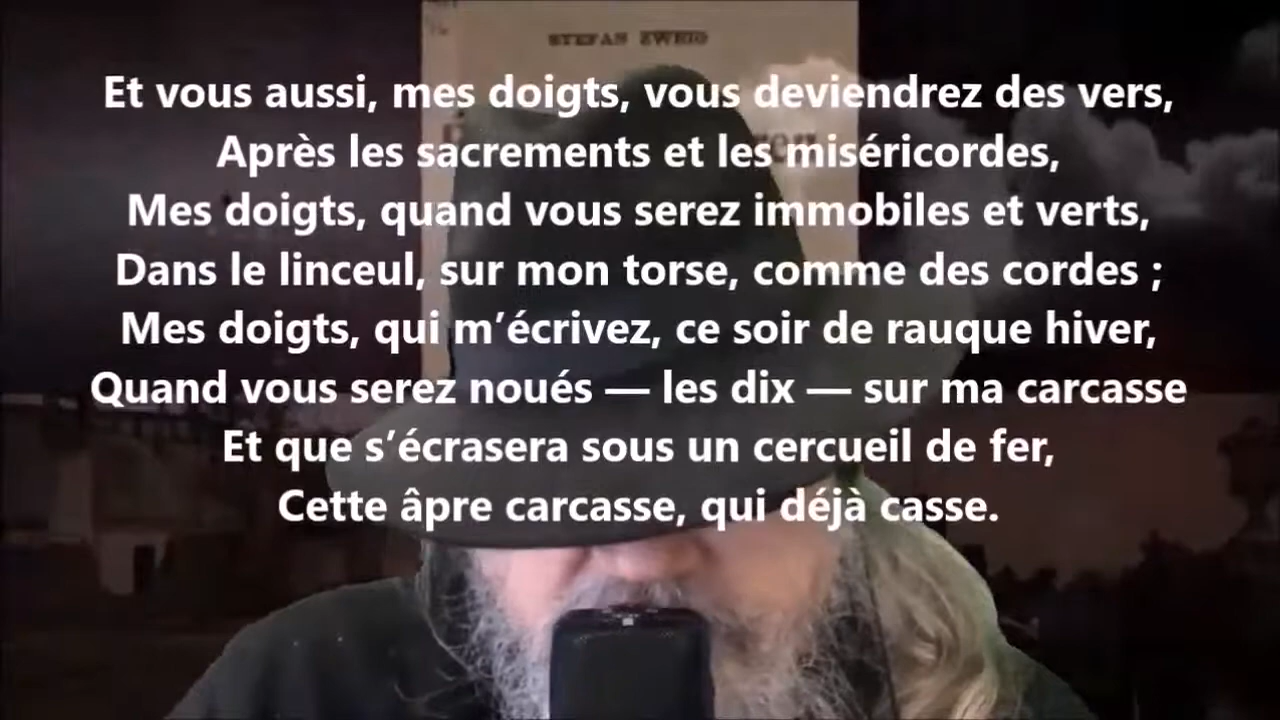 STEFAN ZWEIG
Et vous aussi, mes doigts, vous deviendrez des vers,
Après les sacrements et les miséricordes,
Mes doigts, quand vous serez immobiles et verts,
Dans le linceul, sur mon torse, comme des cordes ;
Mes doigts, qui m’écrivez, ce soir de rauque hiver,
Quand vous serez noués — les dix — sur ma carcasse
Et que s’écrasera sous un cercueil de fer,
Cette âpre carcasse, qui déjà casse.